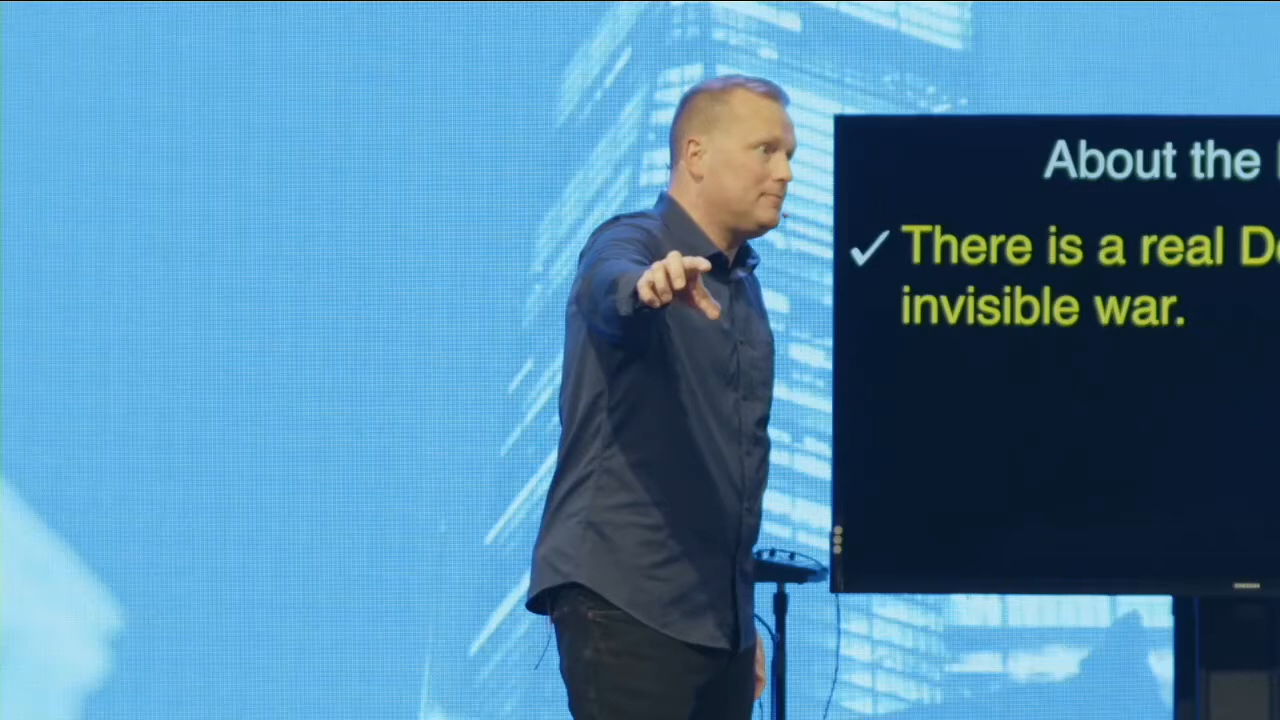 About the
✓ There is a real
invisible war.